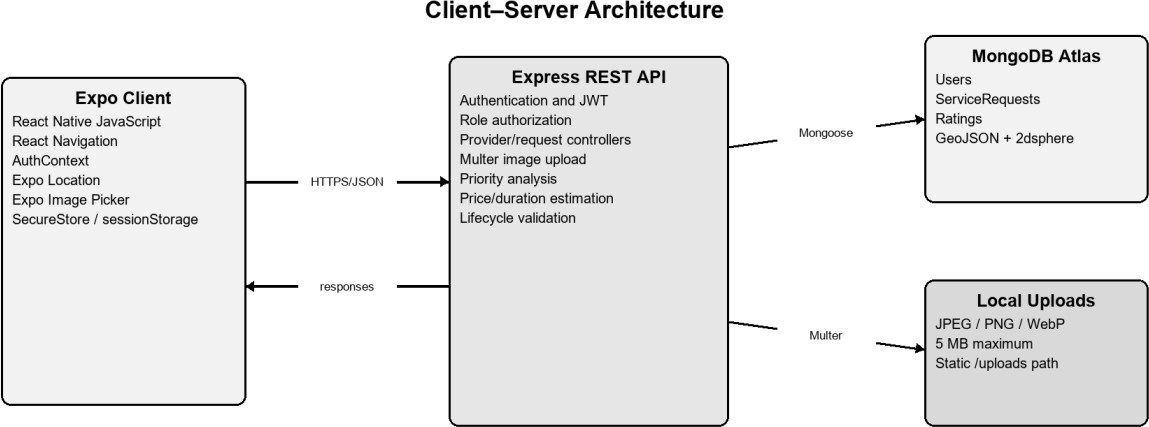 Client–Server Architecture
Expo Client
React Native JavaScript
React Navigation
AuthContext
Expo Location
Expo Image Picker
SecureStore / sessionStorage
HTTPS/JSON
responses
Express REST API
Authentication and JWT
Role authorization
Provider/request controllers
Multer image upload
Priority analysis
Price/duration estimation
Lifecycle validation
Mongoose
Multer
MongoDB Atlas
Users
ServiceRequests
Ratings
GeoJSON + 2dsphere
Local Uploads
JPEG / PNG / WebP
5 MB maximum
Static /uploads path